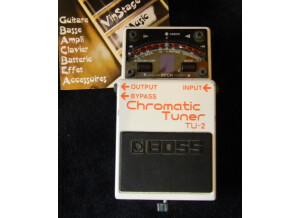 Guitare
Basse
Ampli
Clavier
Batterie
Effet
Accessoires
VinStage
Music
← OUTPUT
INPUT ←
← BYPASS
Chromatic
Tuner
TU-2
BOSS